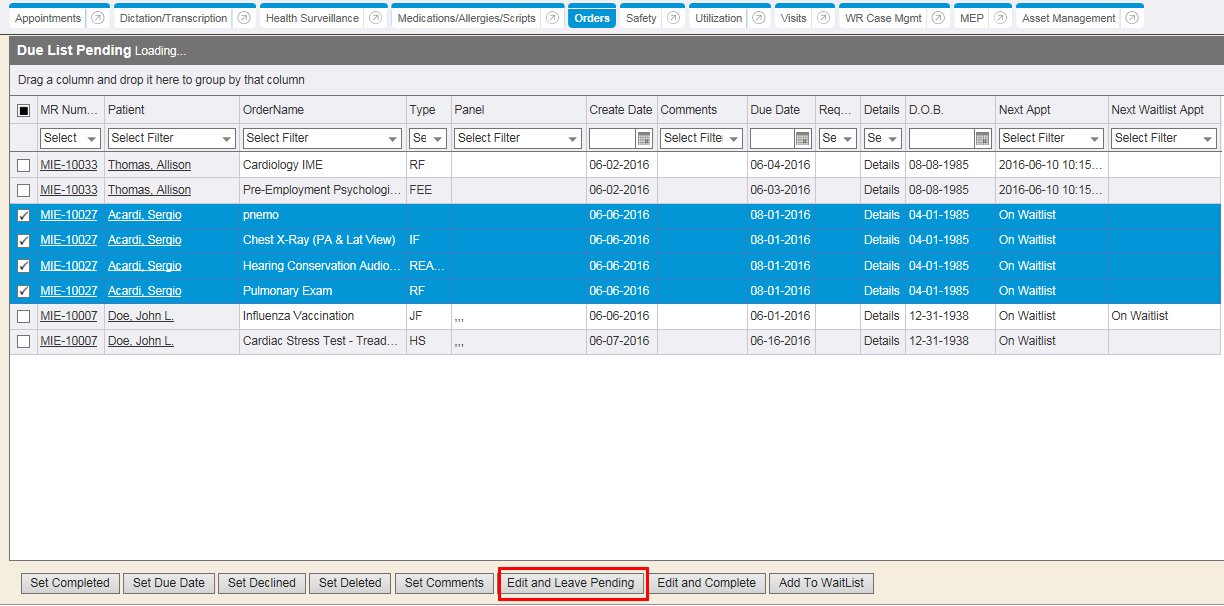 Appointments Dictation/Transcription Health Surveillance Medications/Allergies/Scripts Orders Safety Utilization Visits WR Case Mgmt MEP Asset Management
Due List Pending Loading...
Drag a column and drop it here to group by that column
MR Num... Patient OrderName Type Panel Create Date Comments Due Date Req... Details D.O.B. Next Appt Next Waitlist Appt
Select Select Filter Select Filter Se Select Filter Select Filter Se Se Select Filter Select Filter
MIE-10033 Thomas, Allison Cardiology IME RF 06-02-2016 06-04-2016 Details 08-08-1985 2016-06-10 10:15...
MIE-10033 Thomas, Allison Pre-Employment Psychologi... FEE 06-02-2016 06-03-2016 Details 08-08-1985 2016-06-10 10:15...
MIE-10027 Acardi, Sergio pnemo 06-06-2016 08-01-2016 Details 04-01-1985 On Waitlist
MIE-10027 Acardi, Sergio Chest X-Ray (PA & Lat View) IF 06-06-2016 08-01-2016 Details 04-01-1985 On Waitlist
MIE-10027 Acardi, Sergio Hearing Conservation Audio... REA... 06-06-2016 08-01-2016 Details 04-01-1985 On Waitlist
MIE-10027 Acardi, Sergio Pulmonary Exam RF 06-06-2016 08-01-2016 Details 04-01-1985 On Waitlist
MIE-10007 Doe, John L. Influenza Vaccination JF ,,, 06-06-2016 06-01-2016 Details 12-31-1938 On Waitlist On Waitlist
MIE-10007 Doe, John L. Cardiac Stress Test - Tread... HS ,,, 06-07-2016 06-16-2016 Details 12-31-1938 On Waitlist
Set Completed Set Due Date Set Declined Set Deleted Set Comments Edit and Leave Pending Edit and Complete Add To WaitList